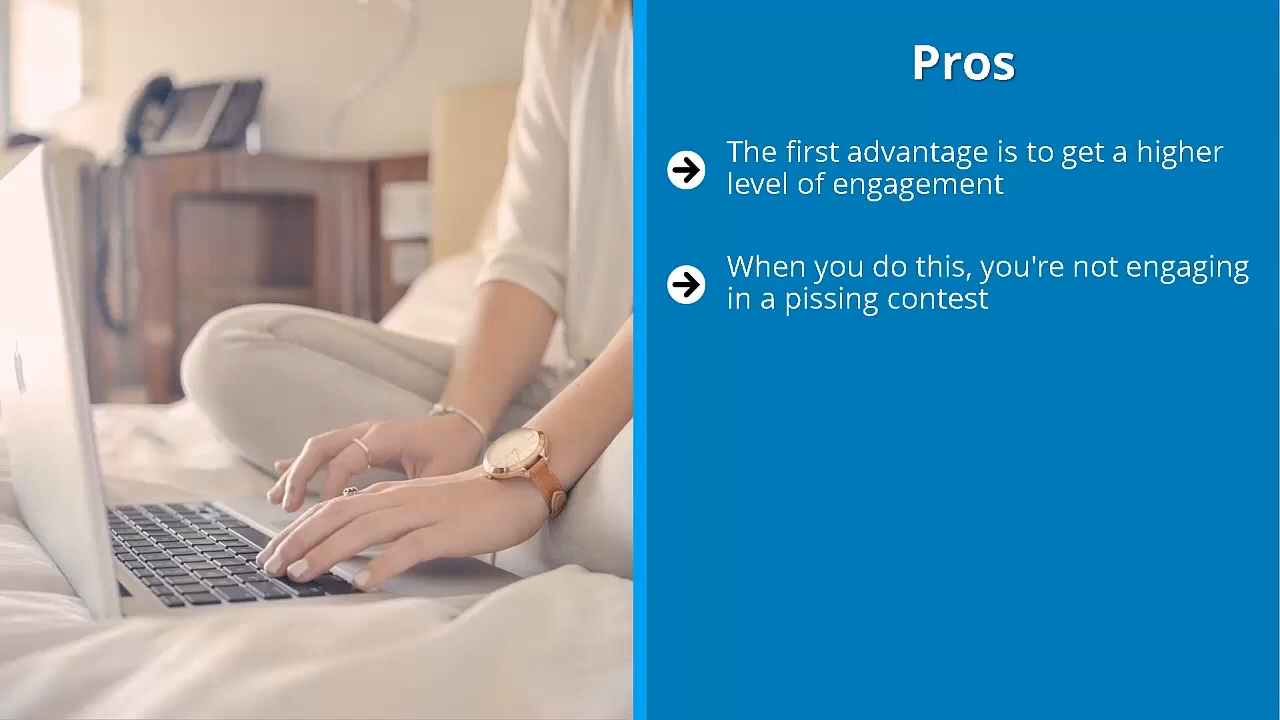 Pros
The first advantage is to get a higher
level of engagement
When you do this, you're not engaging
in a pissing contest